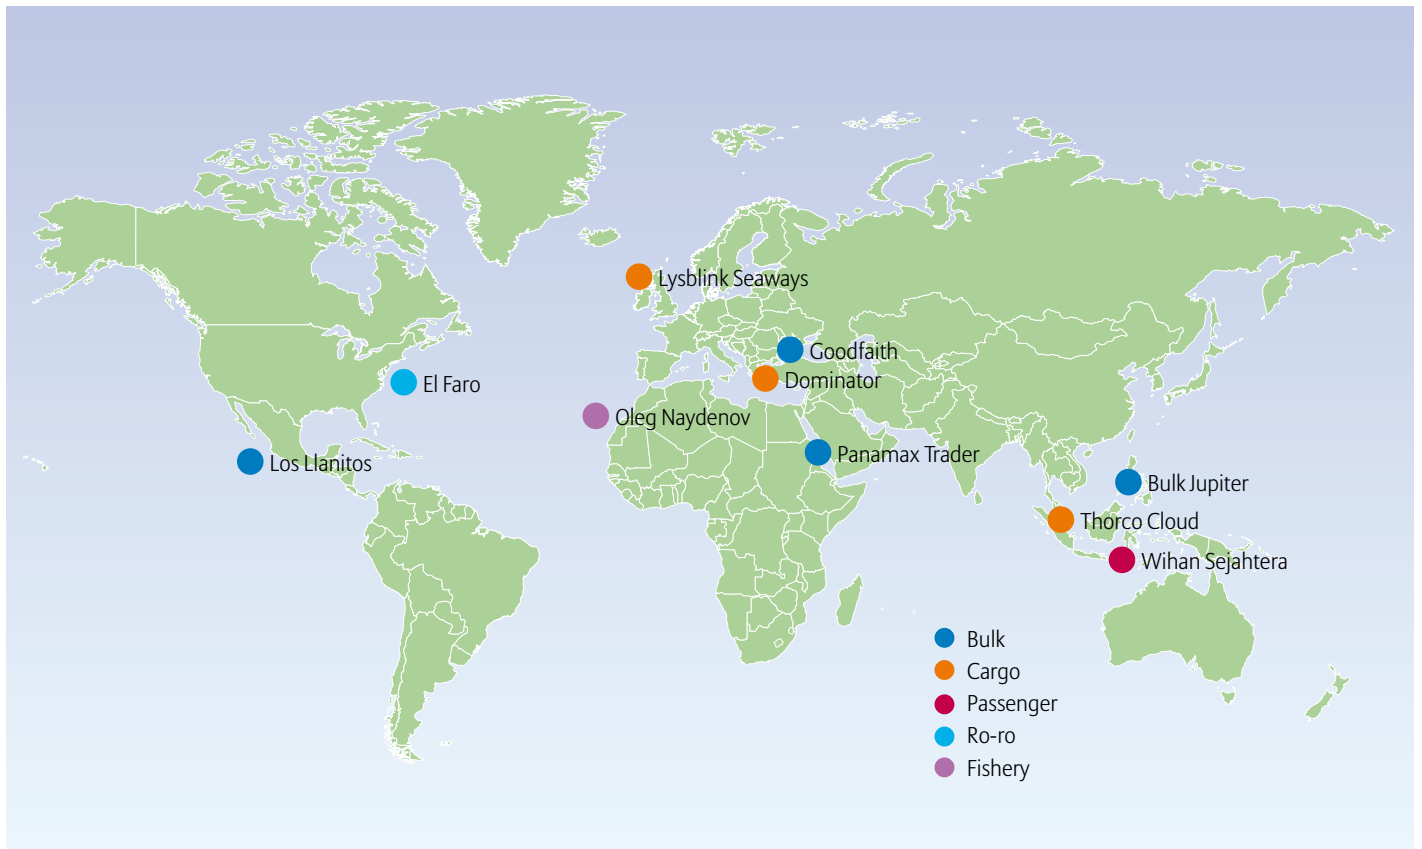 Lysblink Seaways
Goodfaith
Dominator
El Faro
Oleg Naydenov
Panamax Trader
Los Llanitos
Bulk Jupiter
Thorco Cloud
Wihan Sejahtera
Bulk
Cargo
Passenger
Ro-ro
Fishery